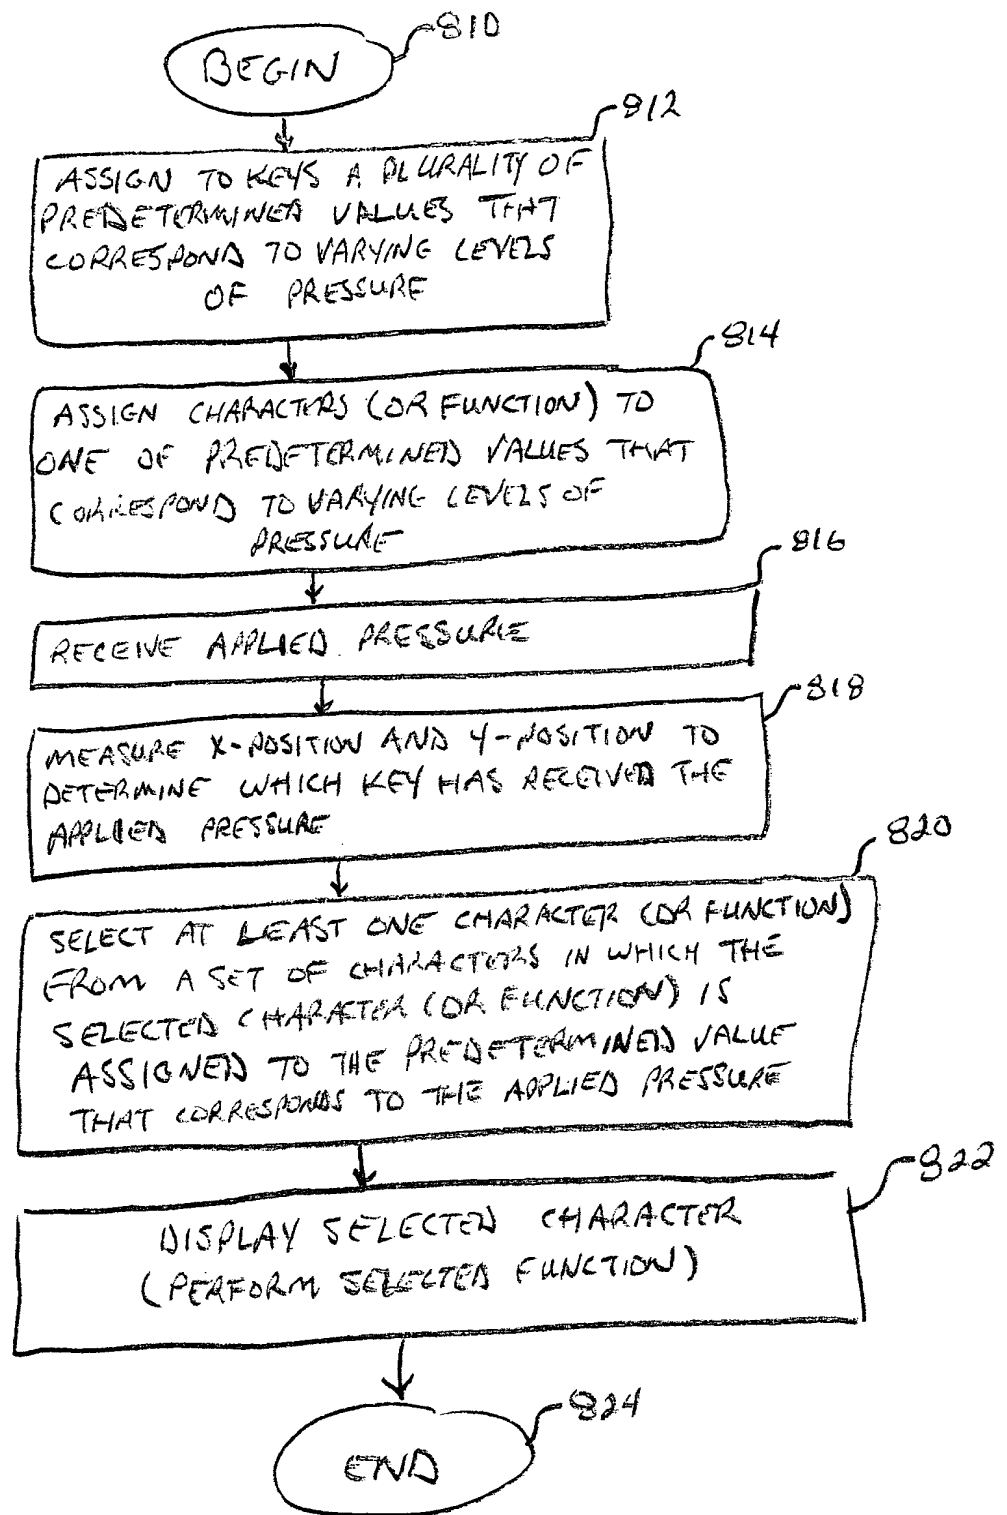 810
BEGIN
812
ASSIGN TO KEYS A PLURALITY OF
PREDETERMINED VALUES THAT
CORRESPOND TO VARYING LEVELS
OF PRESSURE
814
ASSIGN CHARACTERS (OR FUNCTION) TO
ONE OF PREDETERMINED VALUES THAT
CORRESPOND TO VARYING LEVELS OF
PRESSURE
816
RECEIVE APPLIED PRESSURE
818
MEASURE X-POSITION AND Y-POSITION TO
DETERMINE WHICH KEY HAS RECEIVED THE
APPLIED PRESSURE
820
SELECT AT LEAST ONE CHARACTER (OR FUNCTION)
FROM A SET OF CHARACTERS IN WHICH THE
SELECTED CHARACTER (OR FUNCTION) IS
ASSIGNED TO THE PREDETERMINED VALUE
THAT CORRESPONDS TO THE APPLIED PRESSURE
822
DISPLAY SELECTED CHARACTER
(PERFORM SELECTED FUNCTION)
824
END